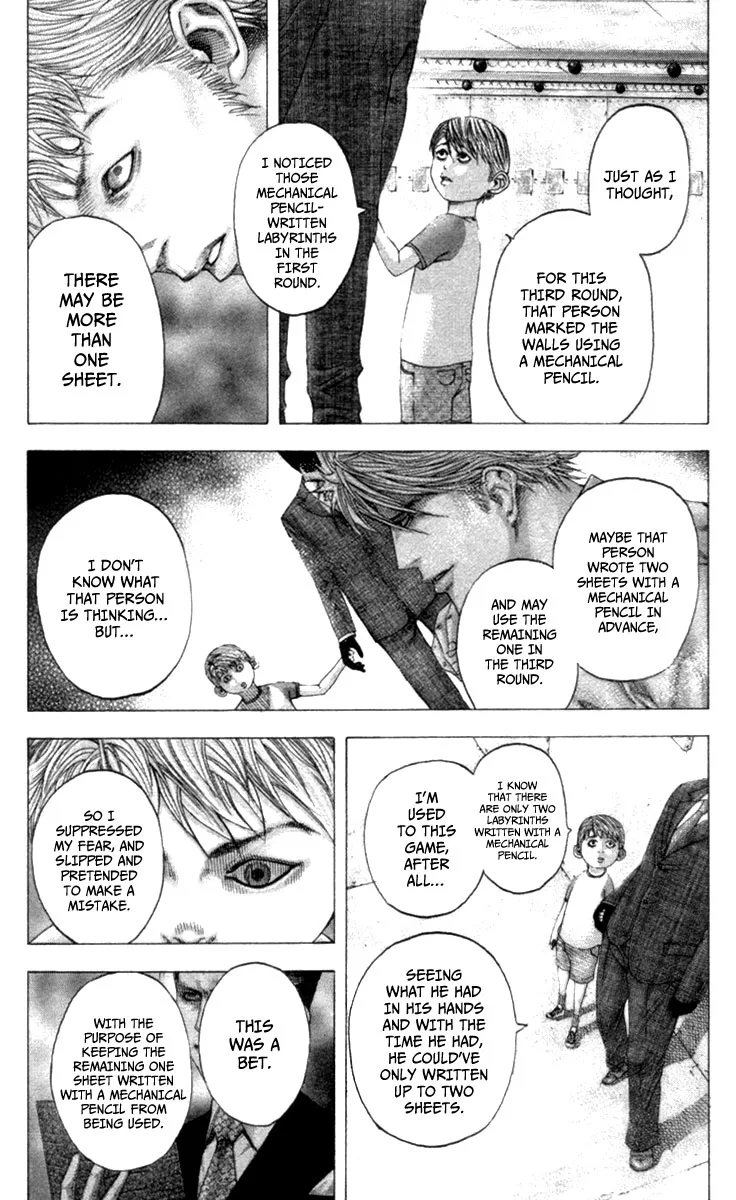 JUST AS I
THOUGHT,
FOR THIS
THIRD ROUND,
THAT PERSON
MARKED THE
WALLS USING
A MECHANICAL
PENCIL.
I NOTICED
THOSE
MECHANICAL
PENCIL-
WRITTEN
LABYRINTHS
IN THE
FIRST
ROUND.
THERE
MAY BE
MORE
THAN
ONE
SHEET.
MAYBE THAT
PERSON
WROTE TWO
SHEETS WITH A
MECHANICAL
PENCIL IN
ADVANCE,
AND MAY
USE THE
REMAINING
ONE IN
THE THIRD
ROUND.
I DON'T
KNOW WHAT
THAT PERSON
IS THINKING...
BUT...
I KNOW
THAT THERE
ARE ONLY TWO
LABYRINTHS
WRITTEN WITH A
MECHANICAL
PENCIL.
I'M
USED
TO THIS
GAME,
AFTER
ALL...
SEEING
WHAT HE HAD
IN HIS HANDS
AND WITH THE
TIME HE HAD,
HE COULD'VE
ONLY WRITTEN
UP TO TWO
SHEETS.
SO I
SUPPRESSED
MY FEAR, AND
SLIPPED AND
PRETENDED
TO MAKE A
MISTAKE.
THIS
WAS A
BET.
WITH THE
PURPOSE OF
KEEPING THE
REMAINING ONE
SHEET WRITTEN
WITH A MECHANICAL
PENCIL FROM
BEING USED.